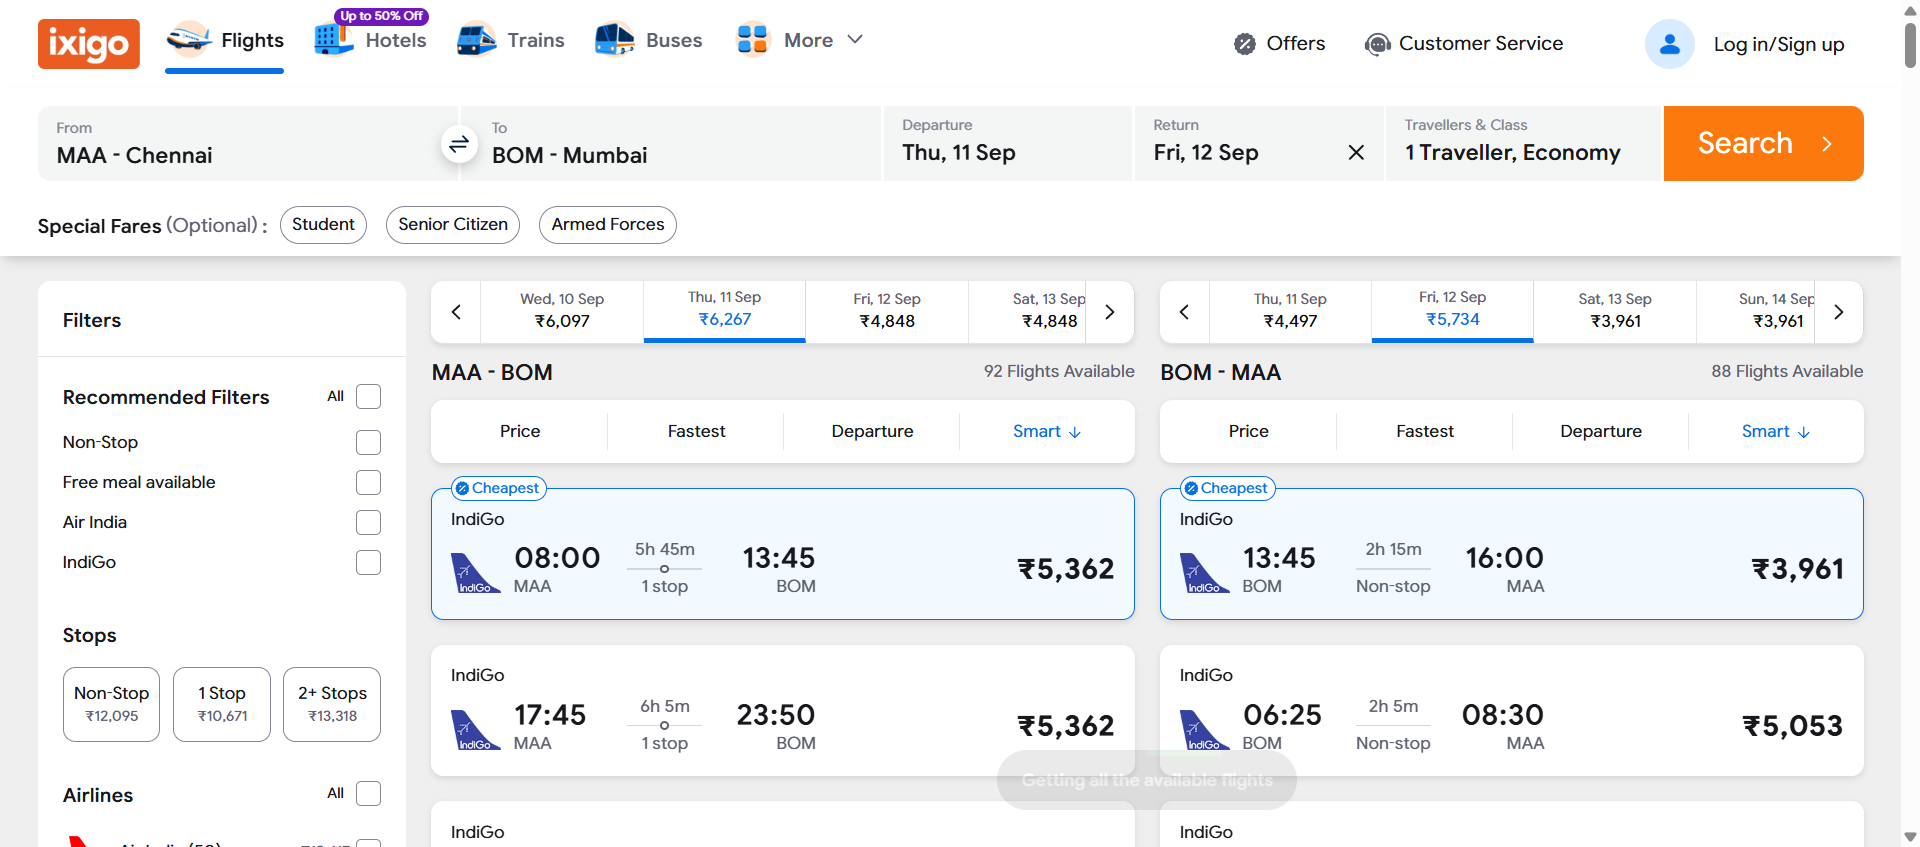 ixigo
Flights
Up to 50% Off
Hotels
Trains
Buses
More
Offers
Customer Service
Log in/Sign up
From
MAA - Chennai
To
BOM - Mumbai
Departure
Thu, 11 Sep
Return
Fri, 12 Sep
Travellers & Class
1 Traveller, Economy
Search
Special Fares (Optional) :
Student
Senior Citizen
Armed Forces
Filters
Recommended Filters
All
Non-Stop
Free meal available
Air India
IndiGo
Stops
Non-Stop
₹12,095
1 Stop
₹10,671
2+ Stops
₹13,318
Airlines
All
Wed, 10 Sep
₹6,097
Thu, 11 Sep
₹6,267
Fri, 12 Sep
₹4,848
Sat, 13 Sep
₹4,848
MAA - BOM
92 Flights Available
Price
Fastest
Departure
Smart
Cheapest
IndiGo
IndiGo
08:00
MAA
5h 45m
1 stop
13:45
BOM
₹5,362
IndiGo
IndiGo
17:45
MAA
6h 5m
1 stop
23:50
BOM
₹5,362
IndiGo
Thu, 11 Sep
₹4,497
Fri, 12 Sep
₹5,734
Sat, 13 Sep
₹3,961
Sun, 14 Sep
₹3,961
BOM - MAA
88 Flights Available
Price
Fastest
Departure
Smart
Cheapest
IndiGo
IndiGo
13:45
BOM
2h 15m
Non-stop
16:00
MAA
₹3,961
IndiGo
IndiGo
06:25
BOM
2h 5m
Non-stop
08:30
MAA
₹5,053
IndiGo
Getting all the available flights